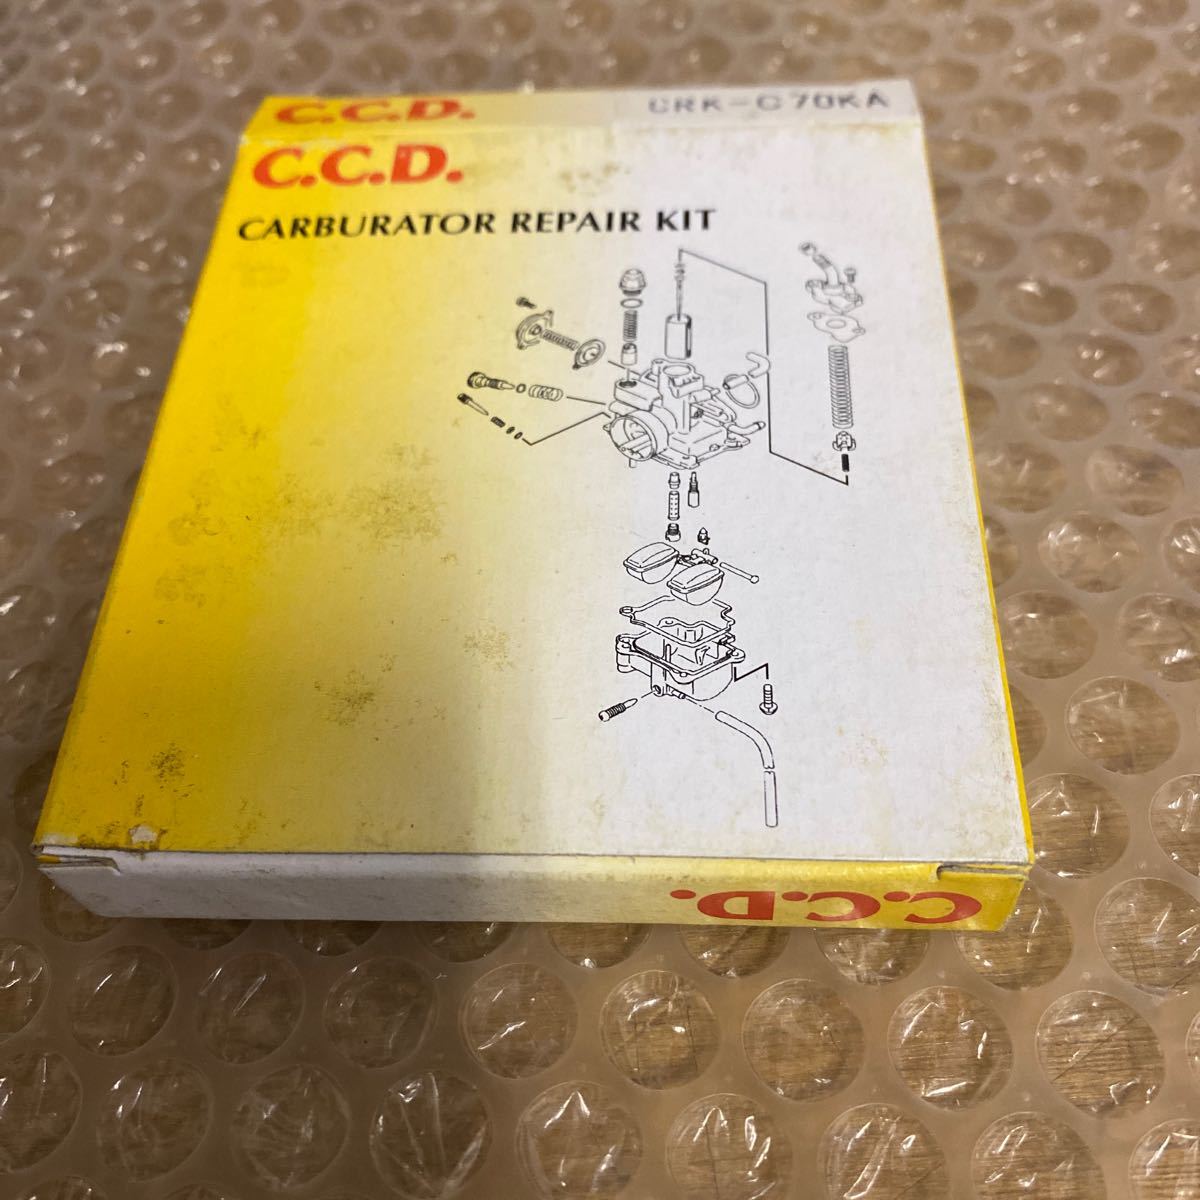 C.C.D. CRK-C70KA
C.C.D.
CARBURATOR REPAIR KIT
C.C.D.